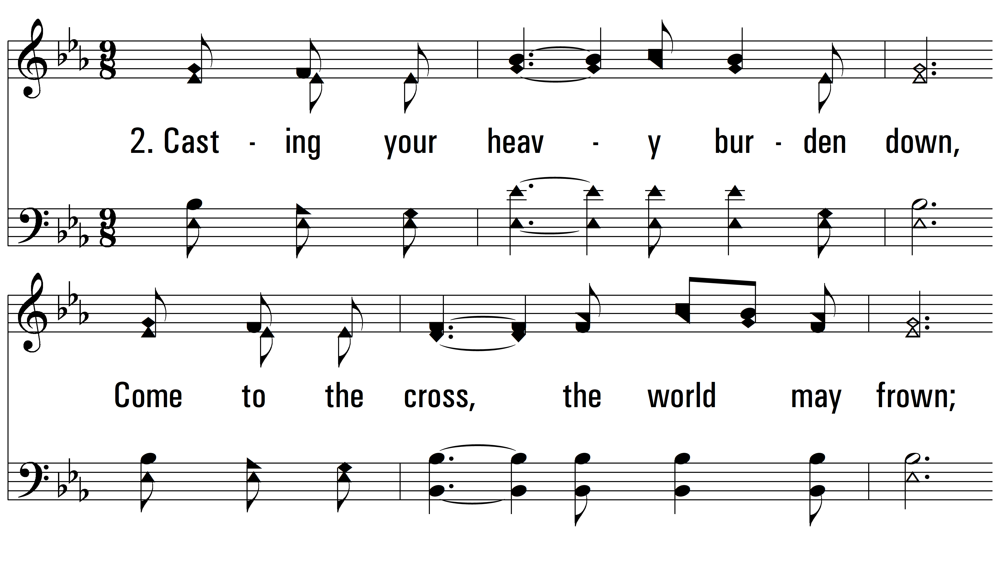 2. Cast - ing your heav - y bur - den down,
Come to the cross, the world may frown;